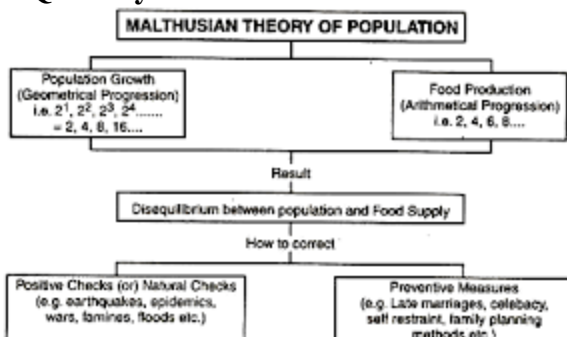 MALTHUSIAN THEORY OF POPULATION
Population Growth
(Geometrical Progression)
i.e. 2¹, 2², 2³, 2⁴.......
= 2, 4, 8, 16....
Food Production
(Arithmetical Progression)
i.e. 2, 4, 6, 8....
Result
Disequilibrium between population and Food Supply
How to correct
Positive Checks (or) Natural Checks
(e.g. earthquakes, epidemics,
wars, famines, floods etc.)
Preventive Measures
(e.g. Late marriages, celebacy,
self restraint, family planning
methods etc.)